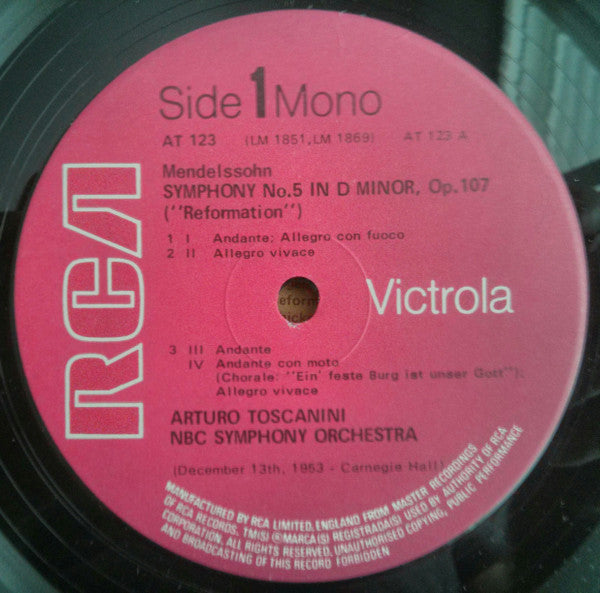 Side 1 Mono
AT 123 (LM 1851, LM 1869) AT 123 A
Mendelssohn
SYMPHONY No.5 IN D MINOR, Op.107
(''Reformation'')
1 I Andante: Allegro con fuoco
2 II Allegro vivace
RCA
Victrola
3 III Andante
IV Andante con moto
(Chorale: ''Ein' feste Burg ist unser Gott'');
Allegro vivace
ARTURO TOSCANINI
NBC SYMPHONY ORCHESTRA
(December 13th, 1953 - Carnegie Hall)
MANUFACTURED BY RCA LIMITED, ENGLAND FROM MASTER RECORDINGS
OF RCA RECORDS. TM(S) ® MARCA(S) REGISTRADA(S) USED BY AUTHORITY OF RCA
CORPORATION. ALL RIGHTS RESERVED. UNAUTHORISED COPYING, PUBLIC PERFORMANCE
AND BROADCASTING OF THIS RECORD FORBIDDEN